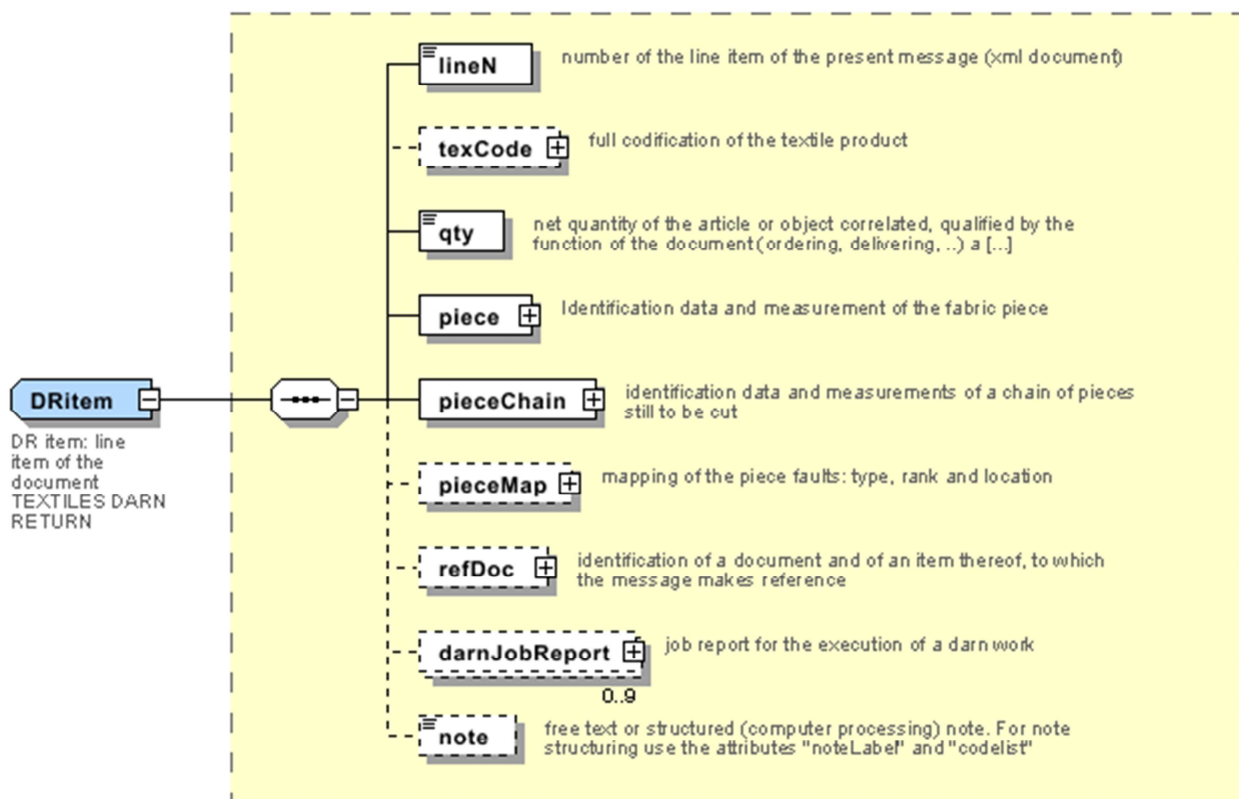 lineN
number of the line item of the present message (xml document)
texCode
full codification of the textile product
qty
net quantity of the article or object correlated, qualified by the
function of the document (ordering, delivering, ..) a [...]
piece
Identification data and measurement of the fabric piece
DRitem
DR item: line
item of the
document
TEXTILES DARN
RETURN
pieceChain
identification data and measurements of a chain of pieces
still to be cut
pieceMap
mapping of the piece faults: type, rank and location
refDoc
identification of a document and of an item thereof, to which
the message makes reference
darnJobReport
job report for the execution of a darn work
0..9
note
free text or structured (computer processing) note. For note
structuring use the attributes "noteLabel" and "codelist"